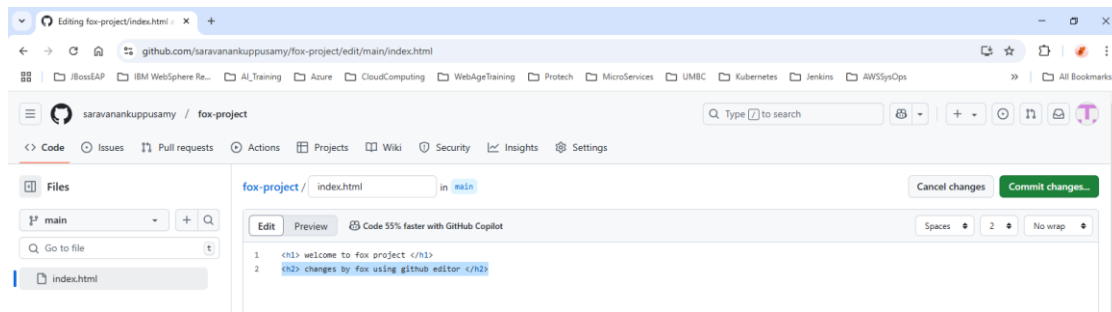 Editing fox-project/index.html
github.com/saravanankuppusamy/fox-project/edit/main/index.html
JBossEAP IBM WebSphere Re... AI_Training Azure CloudComputing WebAgeTraining Protech MicroServices UMBC Kubernetes Jenkins AWSSysOps All Bookmarks
saravanankuppusamy / fox-project Type / to search
Code Issues Pull requests Actions Projects Wiki Security Insights Settings
Files fox-project / index.html in main Cancel changes Commit changes...
main Edit Preview Code 55% faster with GitHub Copilot Spaces 2 No wrap
Go to file t
index.html
1 <h1> welcome to fox project </h1>
2 <h2> changes by fox using github editor </h2>